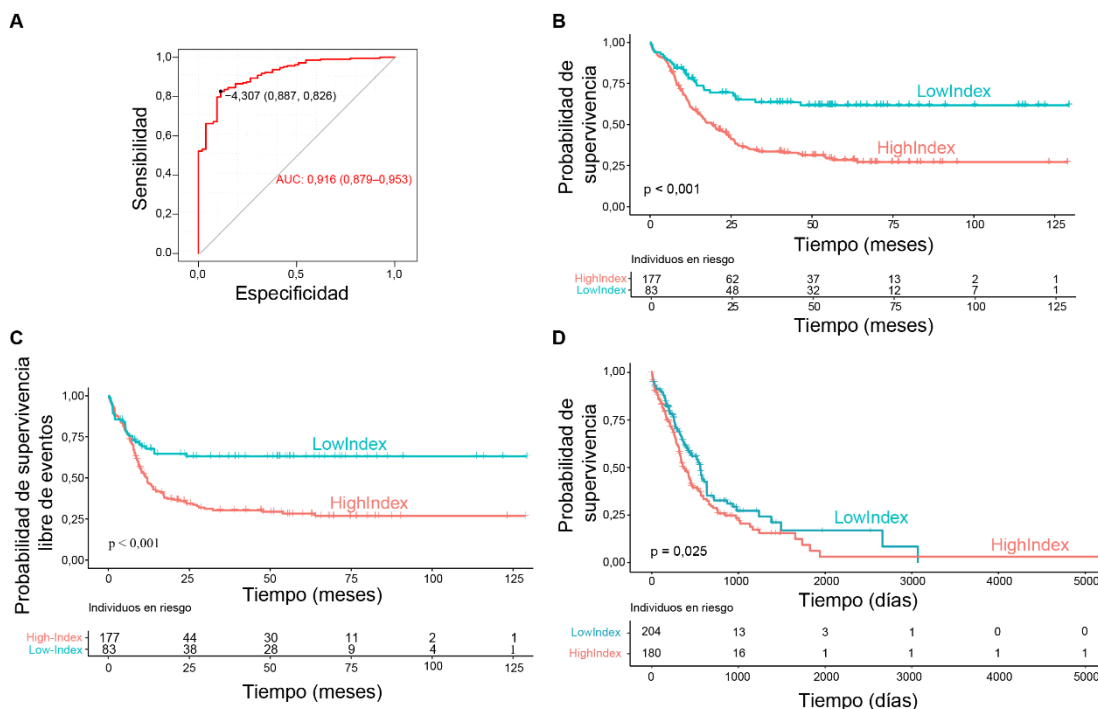 A
Sensibilidad
1,0
0,8
0,6
0,4
0,2
0.0
−4,307 (0,887, 0,826)
AUC: 0,916 (0,879–0,953)
0,0 0,5 1,0
Especificidad
B
Probabilidad de
supervivencia
1,00
0,75
0,50
0,25
0,00
LowIndex
HighIndex
p < 0,001
0 25 50 75 100 125
Tiempo (meses)
Individuos en riesgo
HighIndex 177 62 37 13 2 1
LowIndex 83 48 32 12 7 1
0 25 50 75 100 125
Tiempo (meses)
C
Probabilidad de supervivencia
libre de eventos
1,00
0,75
0,50
0,25
0,00
LowIndex
HighIndex
p < 0,001
0 25 50 75 100 125
Tiempo (meses)
Individuos en riesgo
High-Index 177 44 30 11 2 1
Low-Index 83 38 28 9 4 1
0 25 50 75 100 125
Tiempo (meses)
D
Probabilidad de
supervivencia
1,00
0,75
0,50
0,25
0,00
LowIndex
HighIndex
p = 0,025
0 1000 2000 3000 4000 5000
Tiempo (días)
Individuos en riesgo
LowIndex 204 13 3 1 0 0
HighIndex 180 16 1 1 1 1
0 1000 2000 3000 4000 5000
Tiempo (días)